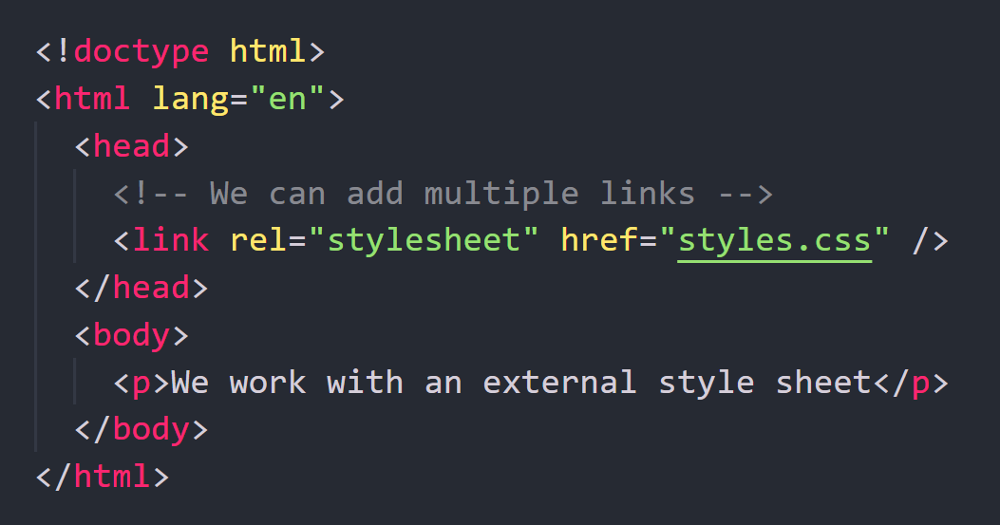 <!doctype html>
<html lang="en">
  <head>
    <!-- We can add multiple links -->
    <link rel="stylesheet" href="styles.css" />
  </head>
  <body>
    <p>We work with an external style sheet</p>
  </body>
</html>